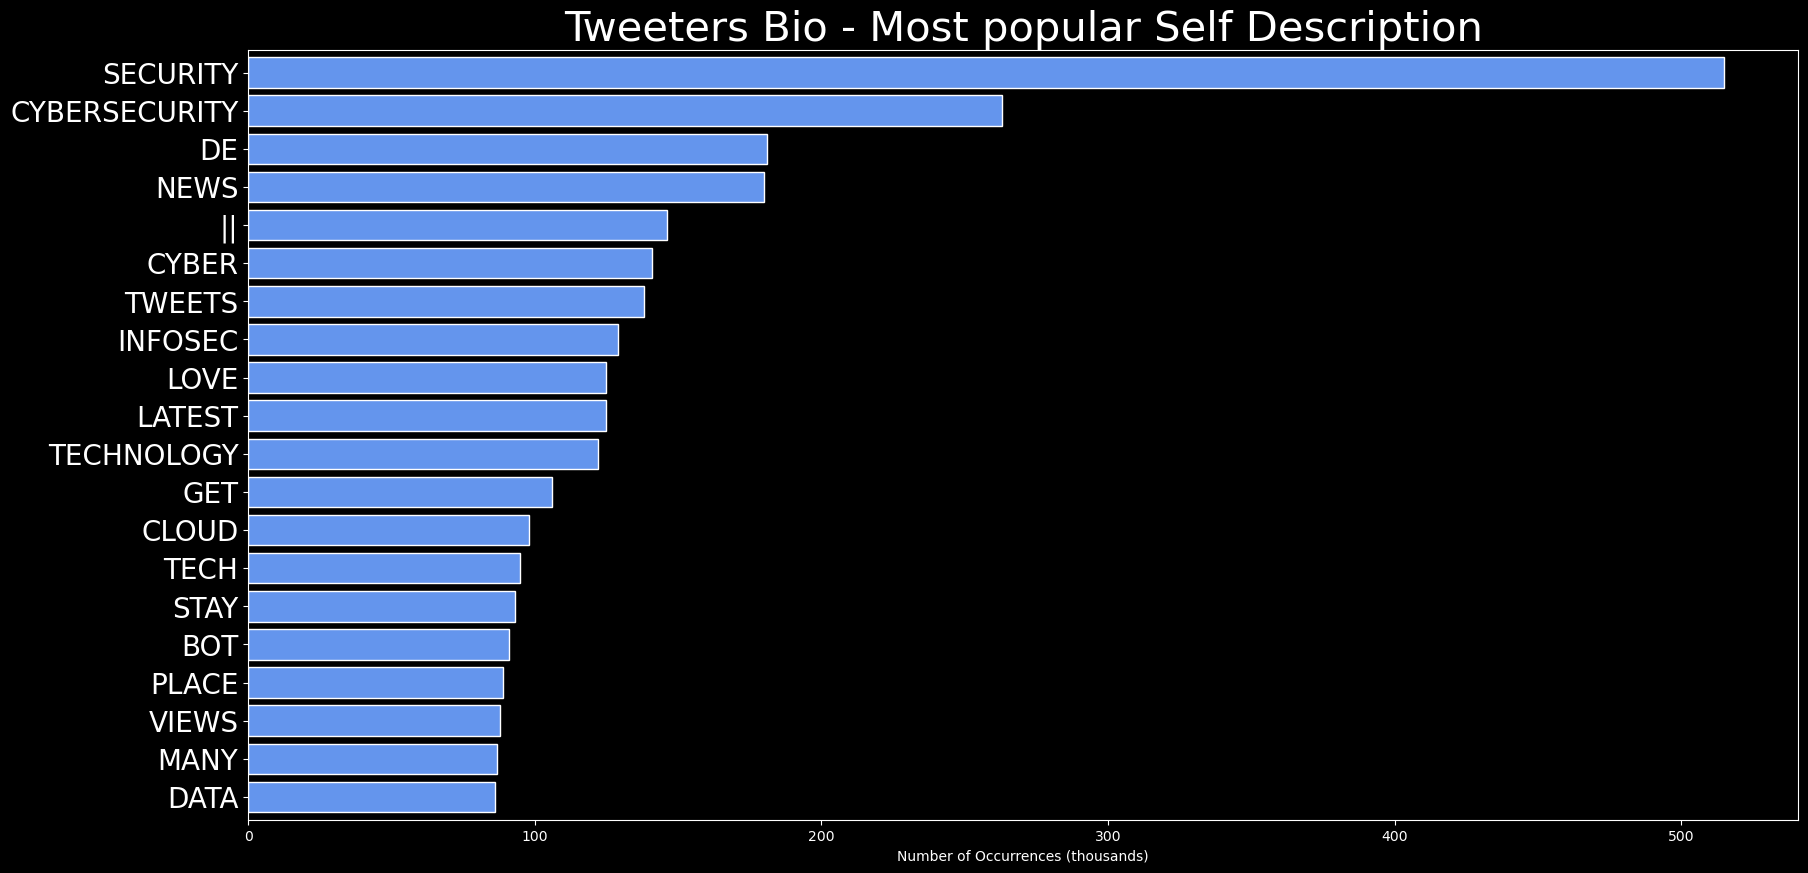 Tweeters Bio - Most popular Self Description
SECURITY
CYBERSECURITY
DE
NEWS
||
CYBER
TWEETS
INFOSEC
LOVE
LATEST
TECHNOLOGY
GET
CLOUD
TECH
STAY
BOT
PLACE
VIEWS
MANY
DATA
0 100 200 300 400 500
Number of Occurrences (thousands)